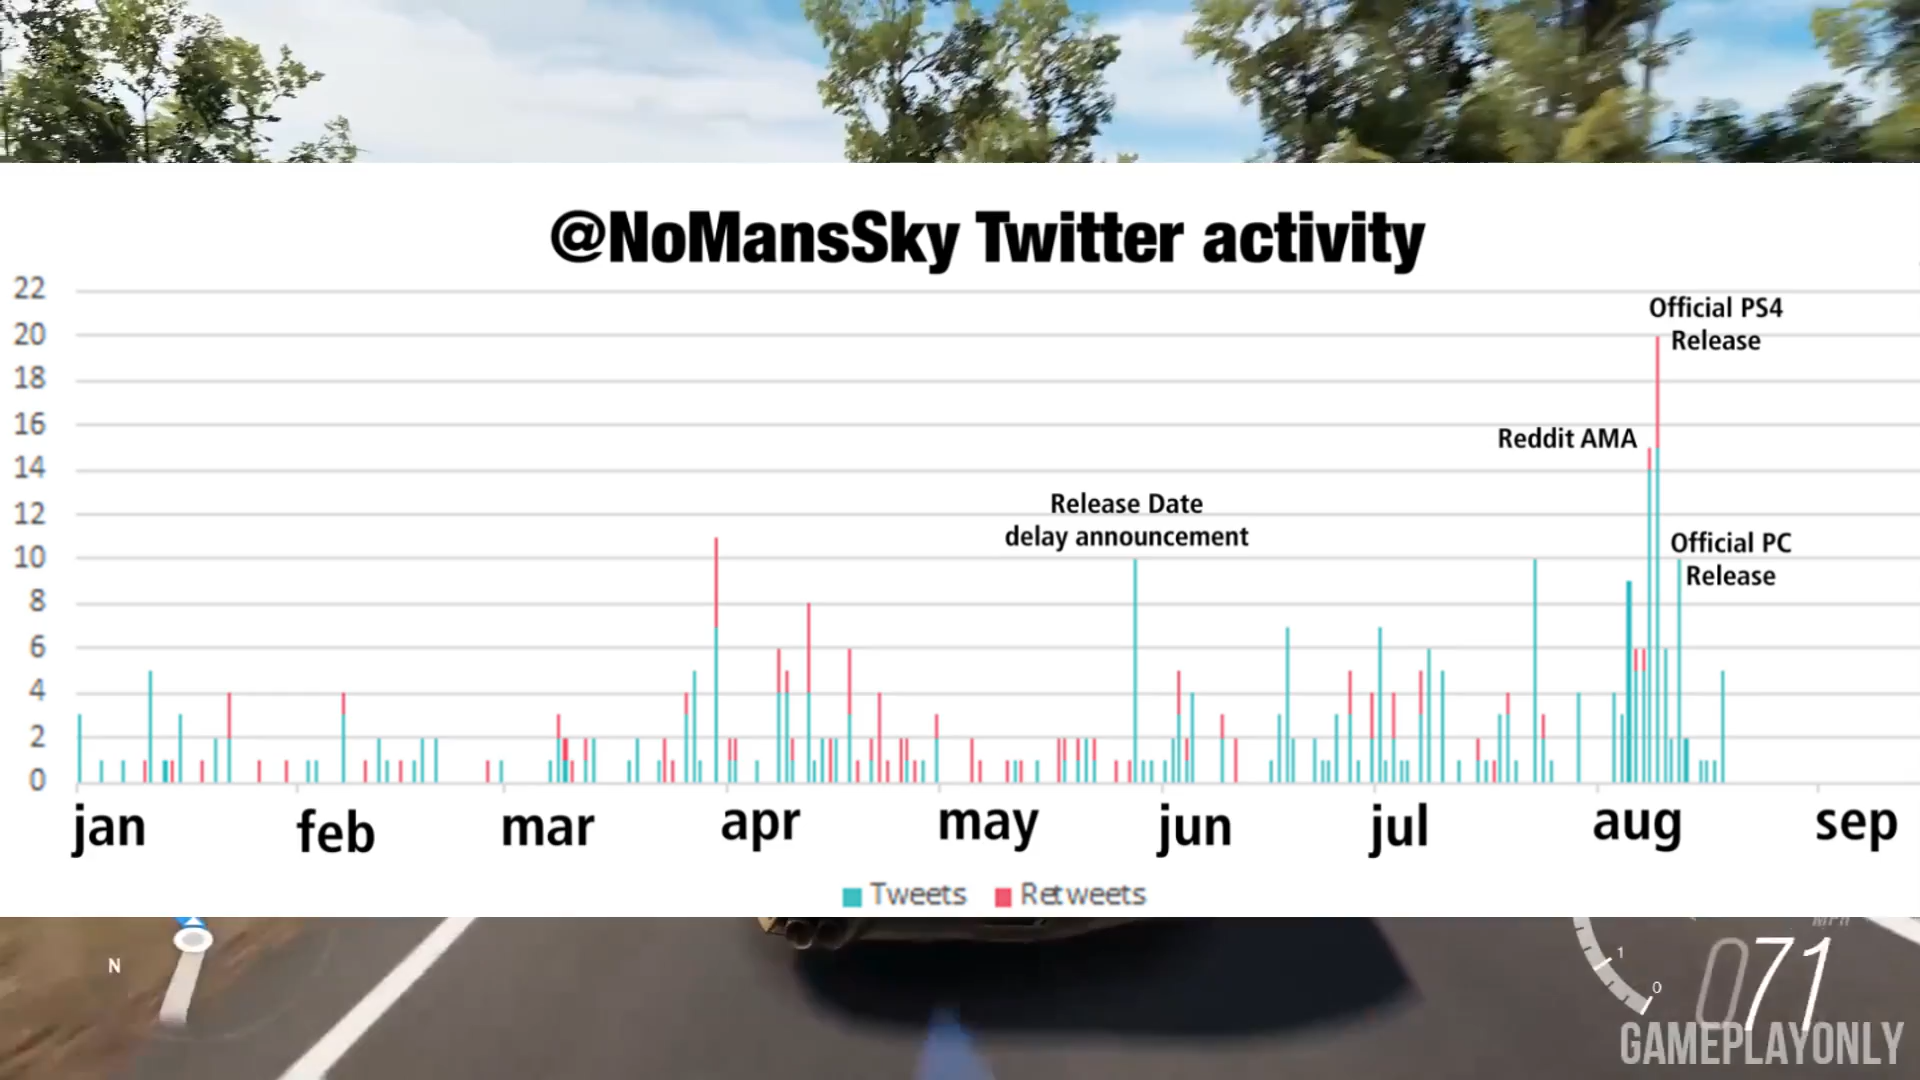 @NoMansSky Twitter activity
22
20
18
16
14
12
10
8
6
4
2
0
Official PS4
Release
Reddit AMA
Release Date
delay announcement
Official PC
Release
jan feb mar apr may jun jul aug sep
Tweets Retweets
N
MPH
1
0
071
GAMEPLAYONLY